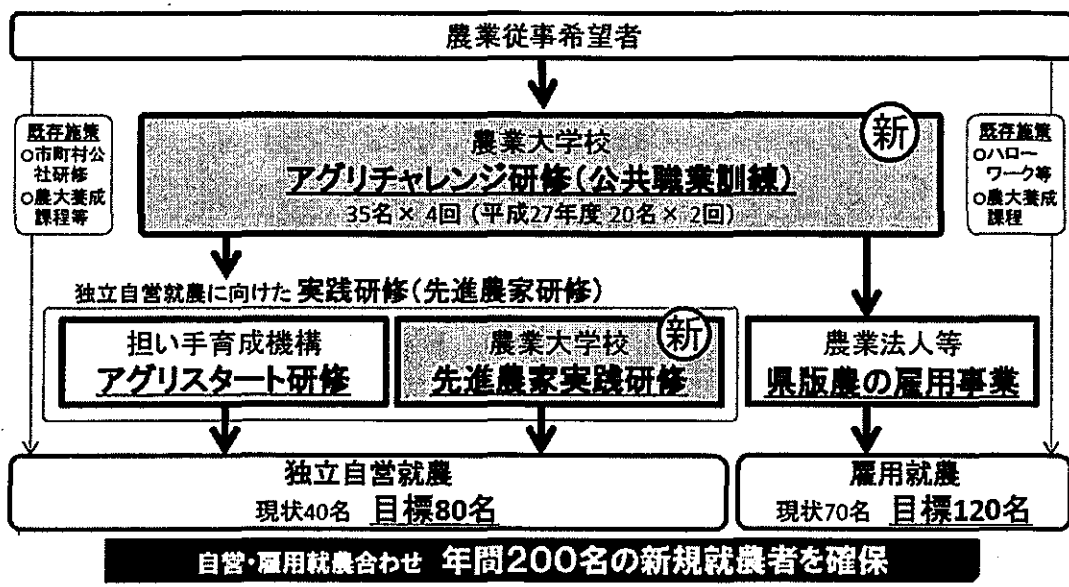 農業従事希望者
既存施策
○市町村公
社研修
○農大養成
課程等
新
農業大学校
アグリチャレンジ研修(公共職業訓練)
35名×4回(平成27年度 20名×2回)
既存施策
○ハロー
ワーク等
○農大養成
課程
独立自営就農に向けた 実践研修(先進農家研修)
担い手育成機構
アグリスタート研修
新
農業大学校
先進農家実践研修
農業法人等
県版農の雇用事業
独立自営就農
現状40名 目標80名
雇用就農
現状70名 目標120名
自営・雇用就農合わせ 年間200名の新規就農者を確保